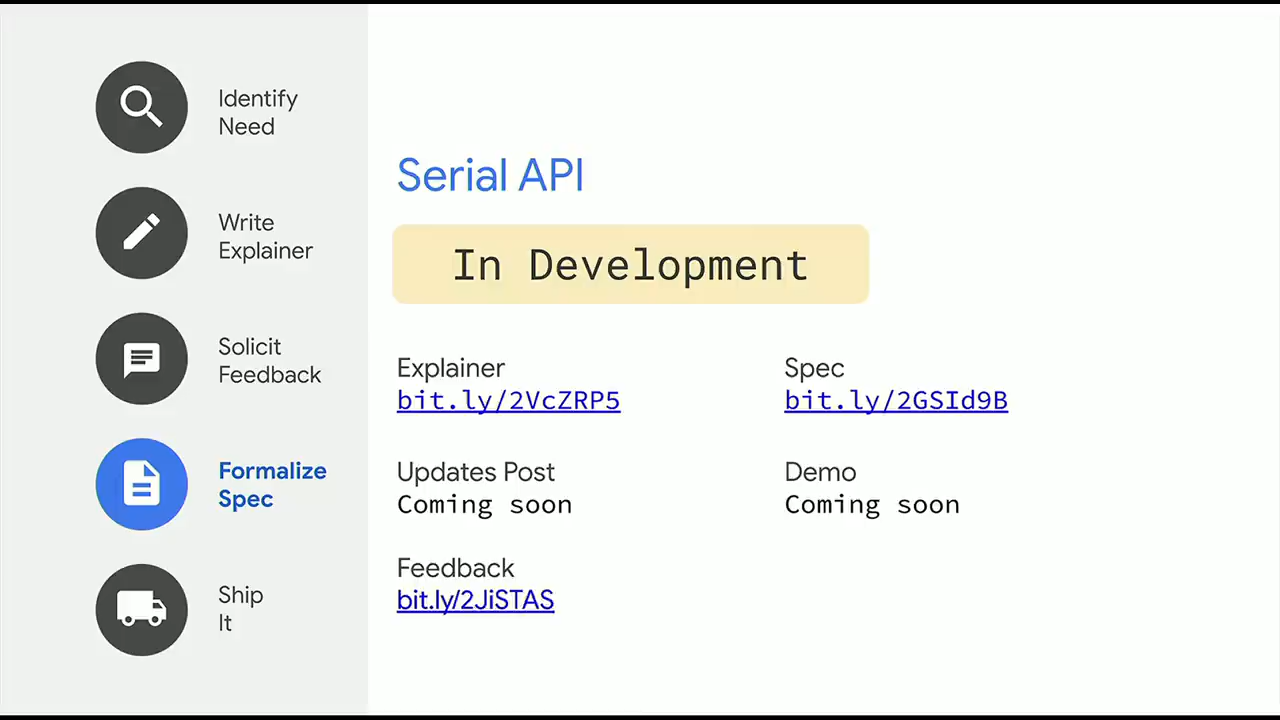 Identify
Need
Write
Explainer
Solicit
Feedback
Formalize
Spec
Ship
It
Serial API
In Development
Explainer
bit.ly/2VcZRP5
Spec
bit.ly/2GSId9B
Updates Post
Coming soon
Demo
Coming soon
Feedback
bit.ly/2JiSTAS